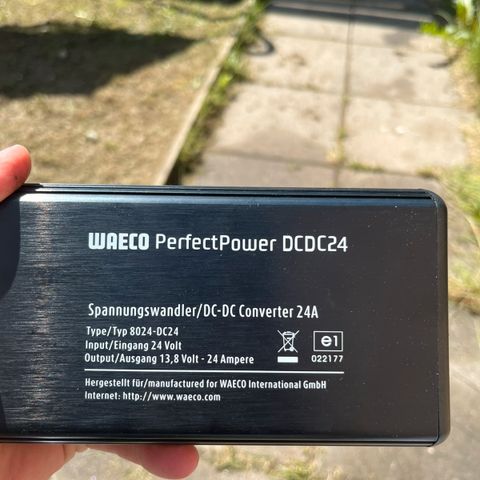 WAECO PerfectPower DCDC24
Spannungswandler/DC-DC Converter 24A
Type/Typ 8024-DC24
Input/Eingang 24 Volt
Output/Ausgang 13,8 Volt - 24 Ampere
e1
022177
Hergestellt für/manufactured for WAECO International GmbH
Internet: http://www.waeco.com